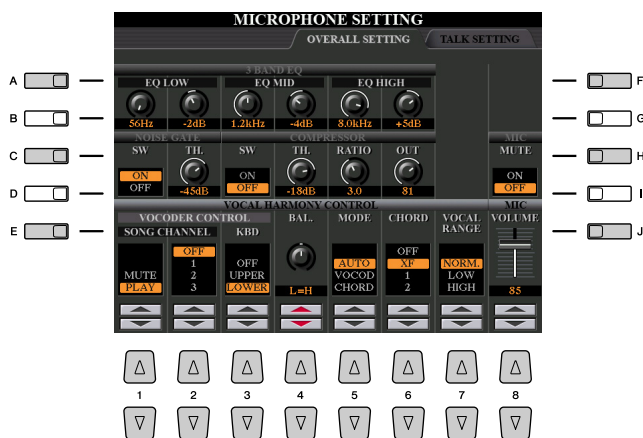 MICROPHONE SETTING
OVERALL SETTING
TALK SETTING
3 BAND EQ
EQ LOW EQ MID EQ HIGH
56Hz -2dB 1.2kHz -4dB 8.0kHz +5dB
NOISE GATE COMPRESSOR MIC
SW TH. SW TH. RATIO OUT MUTE
ON ON ON
OFF OFF OFF
-45dB -18dB 3.0 81
VOCAL HARMONY CONTROL MIC
VOCODER CONTROL BAL. MODE CHORD VOCAL RANGE VOLUME
SONG CHANNEL KBD
OFF OFF
1 OFF AUTO XF NORM.
MUTE 2 UPPER VOCOD 1 LOW
PLAY 3 LOWER CHORD 2 HIGH
L=H 85
A
B
C
D
E
F
G
H
I
J
1 2 3 4 5 6 7 8